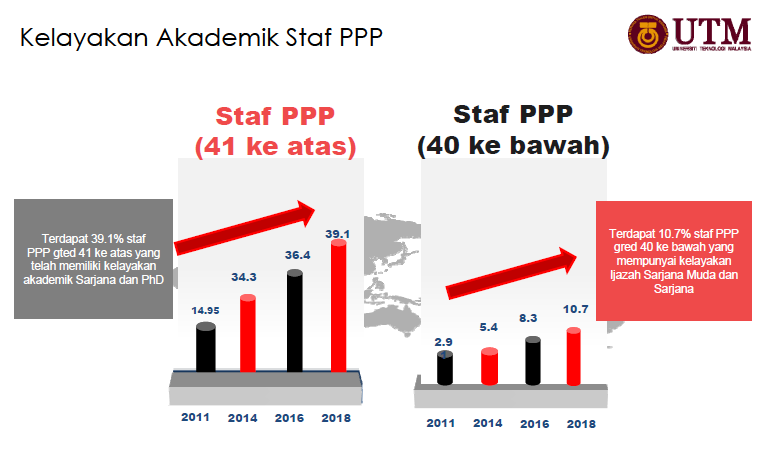 Kelayakan Akademik Staf PPP
UTM
UNIVERSITI TEKNOLOGI MALAYSIA
Staf PPP
(41 ke atas)
Terdapat 39.1% staf
PPP gted 41 ke atas yang
telah memiliki kelayakan
akademik Sarjana dan PhD
14.95
34.3
36.4
39.1
2011
2014
2016
2018
Staf PPP
(40 ke bawah)
2.9
5.4
8.3
10.7
2011
2014
2016
2018
Terdapat 10.7% staf PPP
gred 40 ke bawah yang
mempunyai kelayakan
Ijazah Sarjana Muda dan
Sarjana